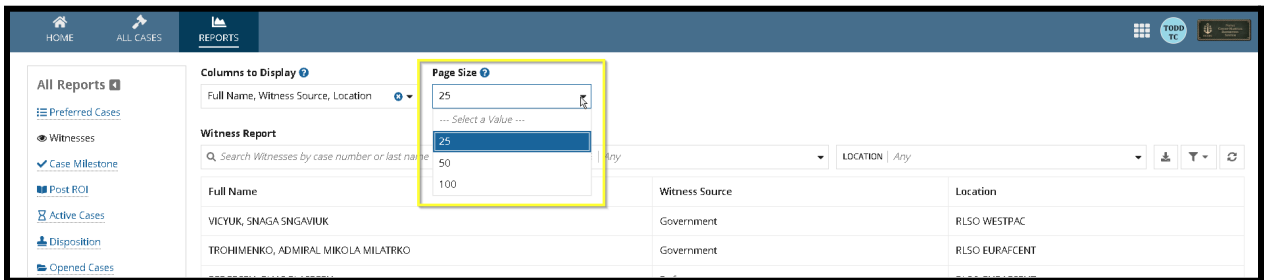 HOME
ALL CASES
REPORTS
TODD
TC
All Reports
Preferred Cases
Witnesses
Case Milestone
Post ROI
Active Cases
Disposition
Opened Cases
Columns to Display
Full Name, Witness Source, Location
Page Size
25
--- Select a Value ---
25
50
100
Witness Report
Search Witnesses by case number or last name
Any
LOCATION Any
Full Name Witness Source Location
VICYUK, SNAGA SNGAVIUK Government RLSO WESTPAC
TROHIMENKO, ADMIRAL MIKOLA MILATRKO Government RLSO EURAFCENT